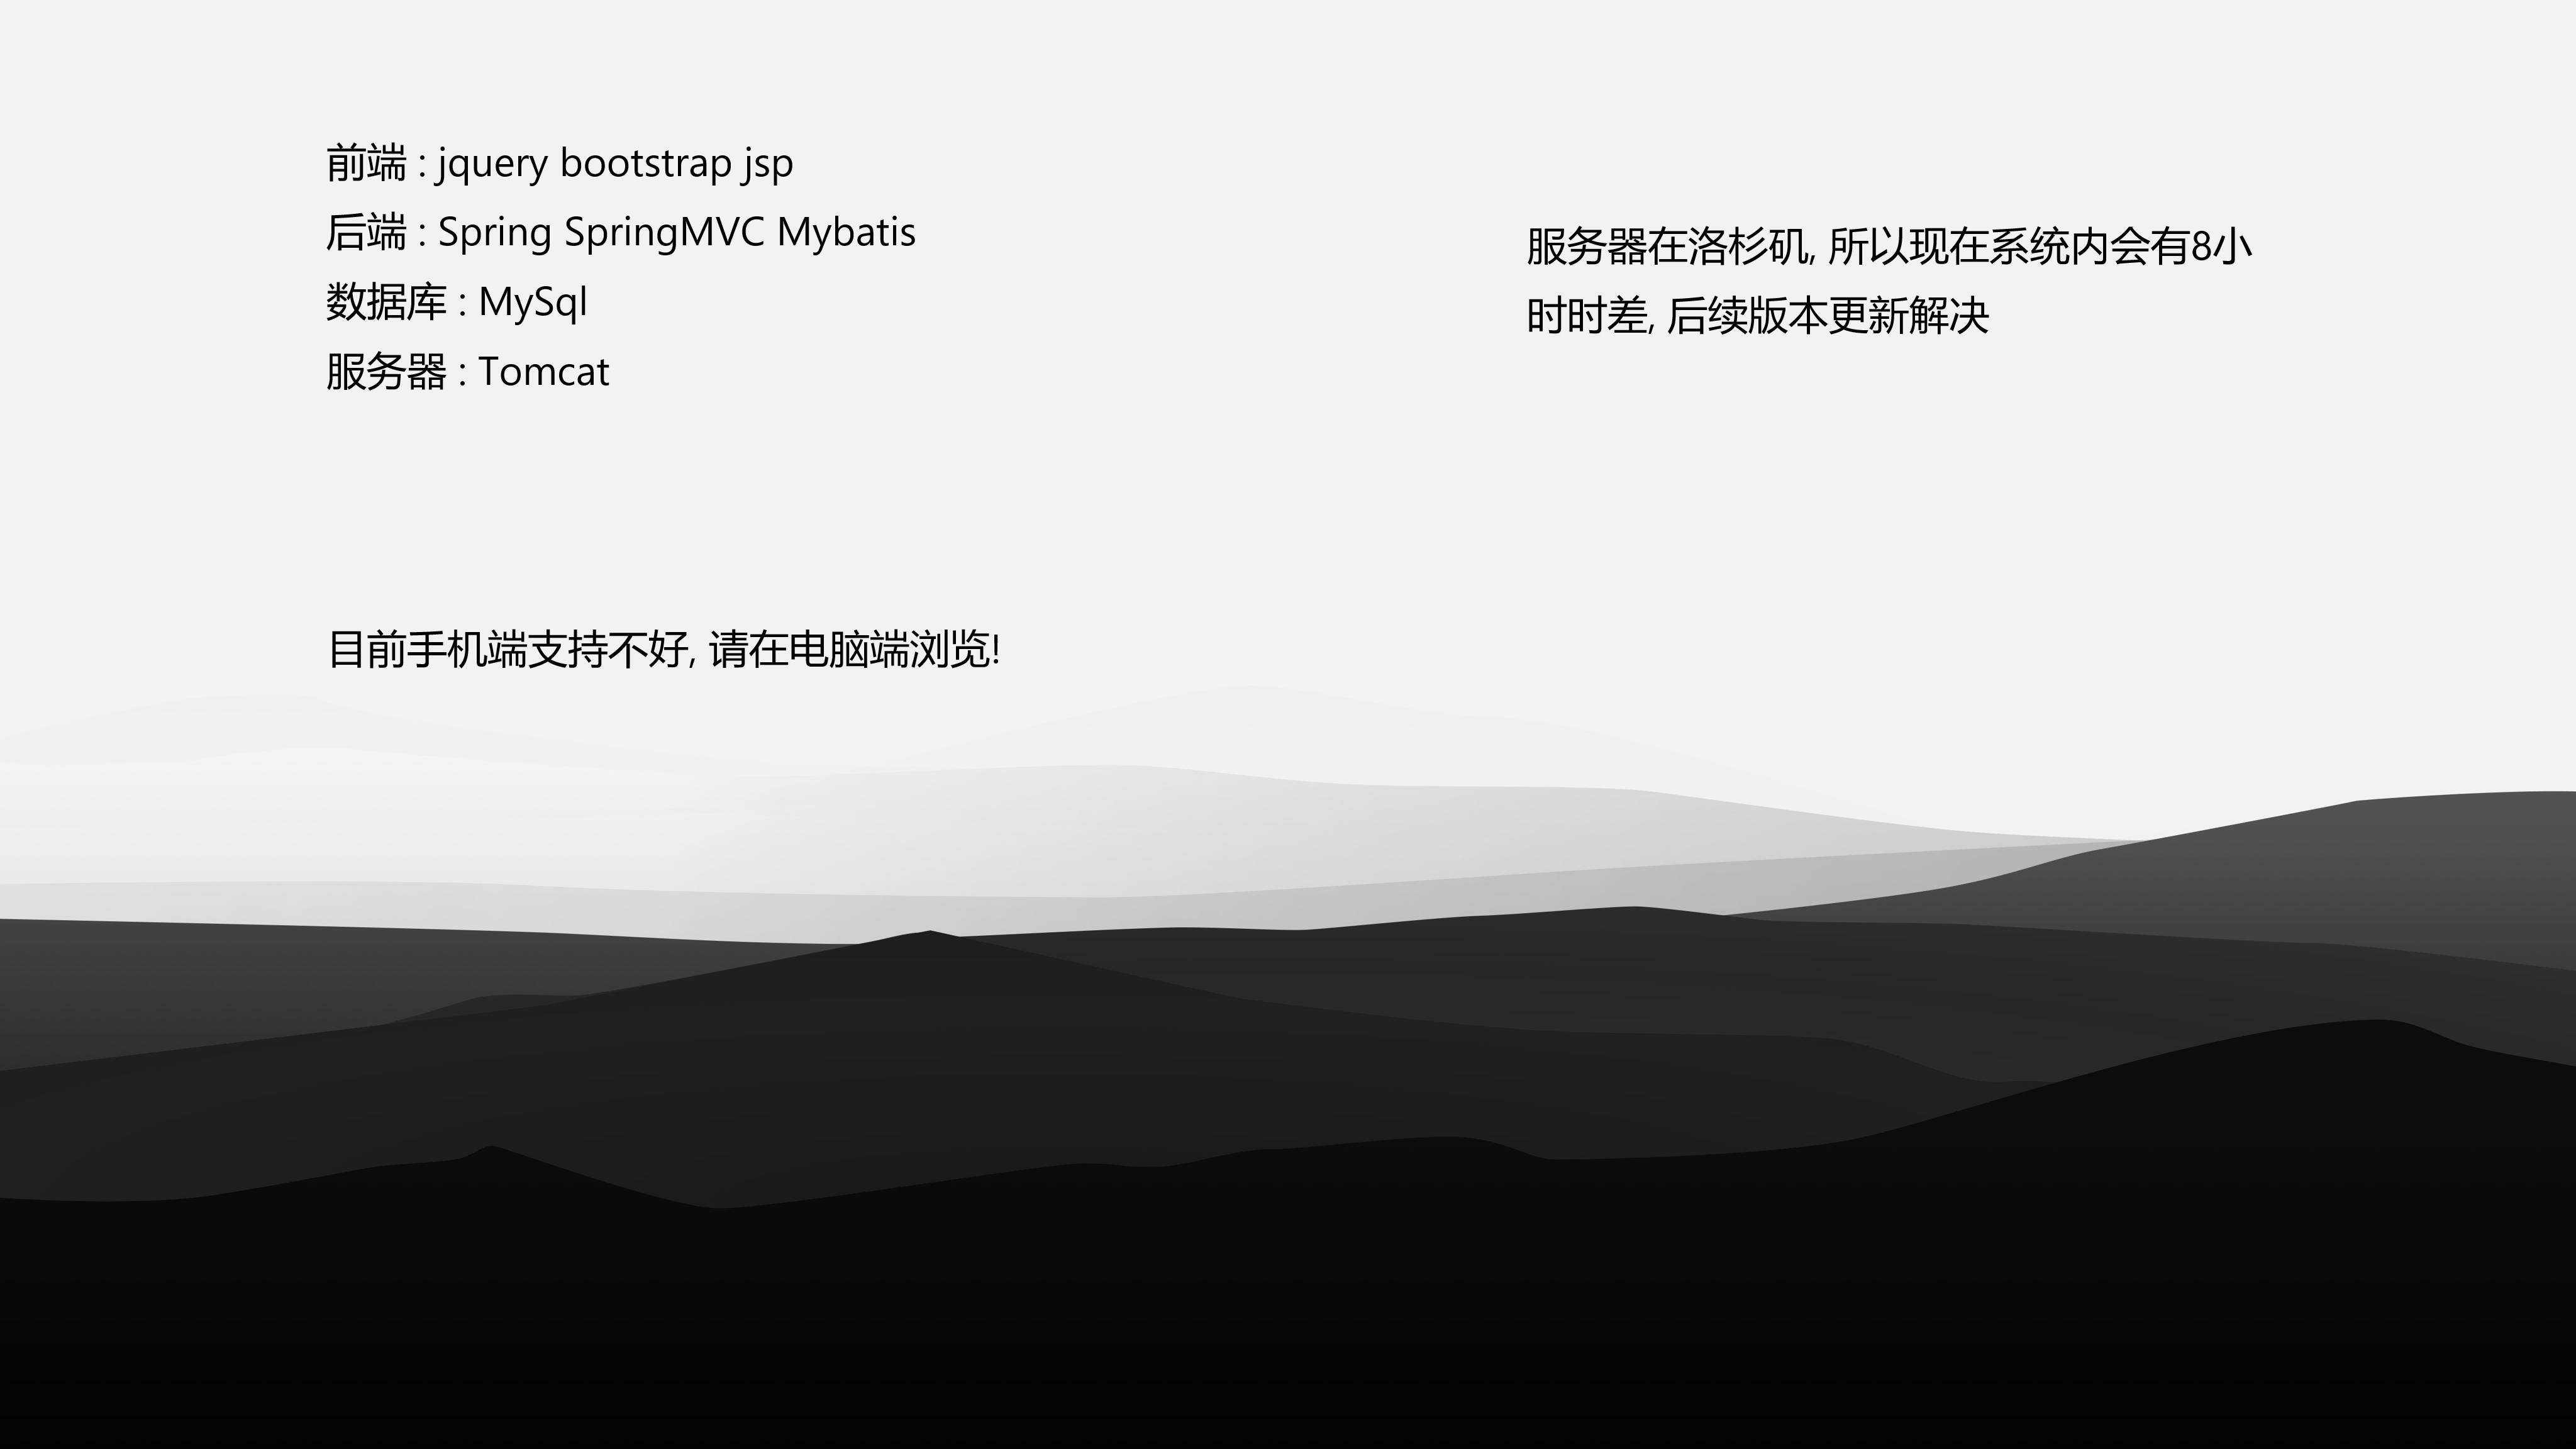 前端 : jquery bootstrap jsp
后端 : Spring SpringMVC Mybatis
数据库 : MySql
服务器 : Tomcat
服务器在洛杉矶, 所以现在系统内会有8小
时时差, 后续版本更新解决
目前手机端支持不好, 请在电脑端浏览!